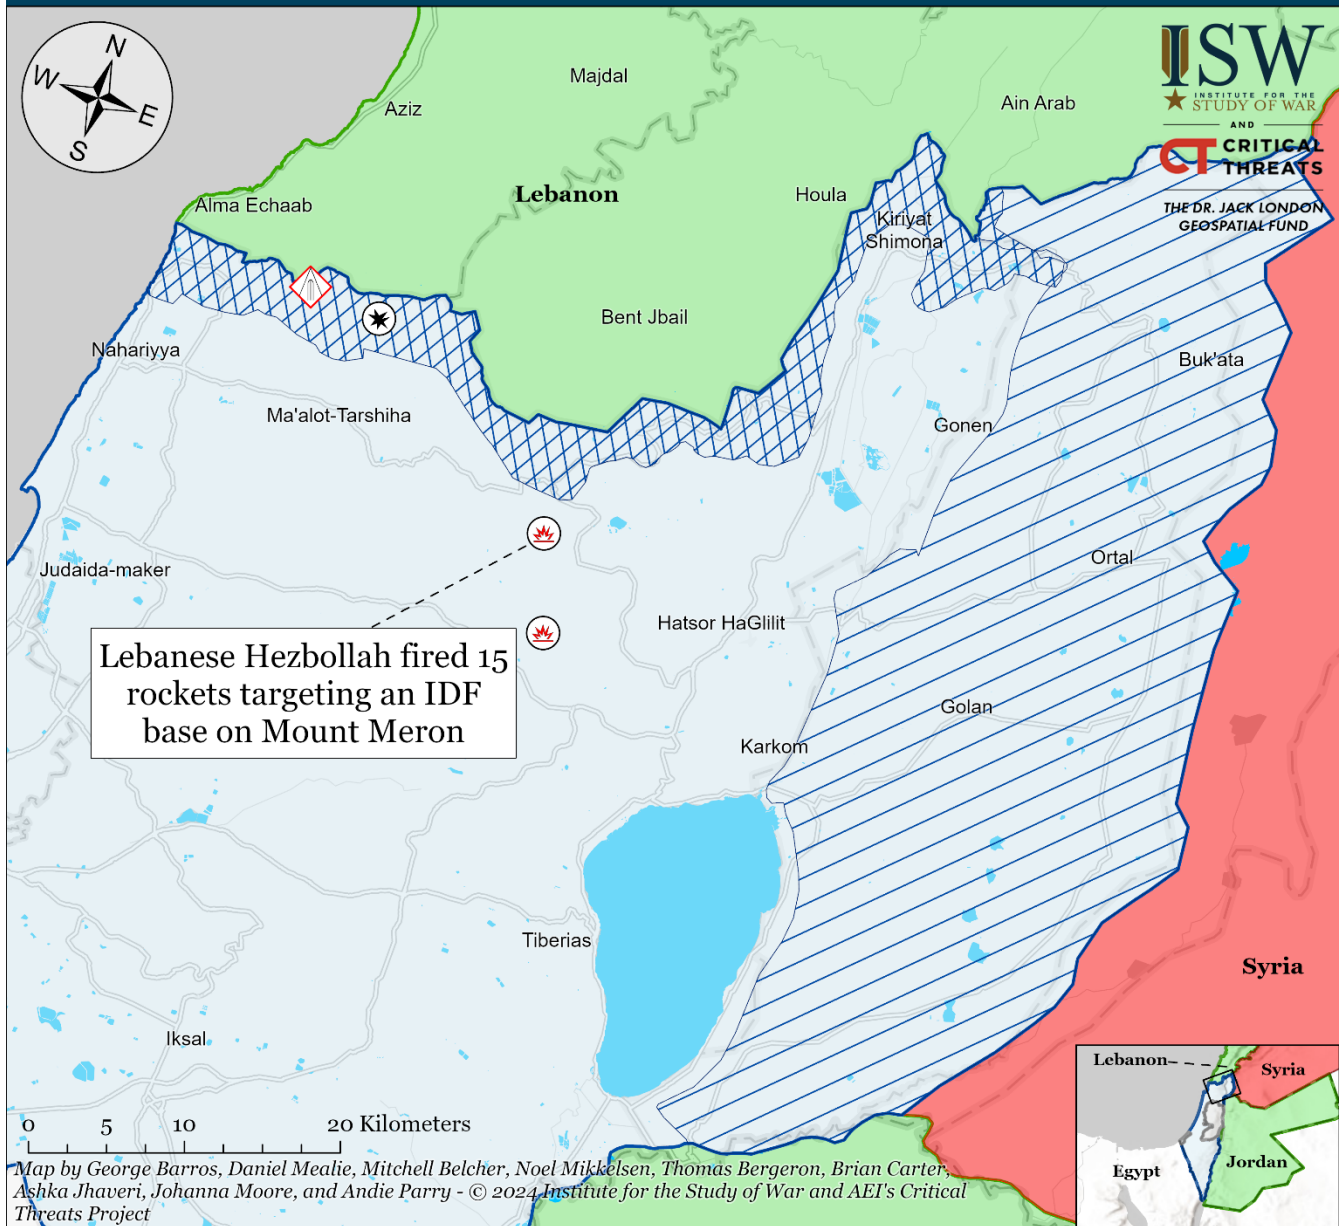 N
W
E
S
ISW
INSTITUTE FOR THE
STUDY OF WAR
AND
CT CRITICAL
THREATS
THE DR. JACK LONDON
GEOSPATIAL FUND
Majdal
Aziz
Ain Arab
Lebanon
Houla
Alma Echaab
Kiriyat
Shimona
Bent Jbail
Nahariyya
Buk'ata
Ma'alot-Tarshiha
Gonen
Ortal
Judaida-maker
Hatsor HaGlilit
Lebanese Hezbollah fired 15
rockets targeting an IDF
base on Mount Meron
Golan
Karkom
Tiberias
Syria
Iksal
0 5 10 20 Kilometers
Map by George Barros, Daniel Mealie, Mitchell Belcher, Noel Mikkelsen, Thomas Bergeron, Brian Carter,
Ashka Jhaveri, Johanna Moore, and Andie Parry - © 2024 Institute for the Study of War and AEI's Critical
Threats Project
Lebanon
Syria
Egypt
Jordan